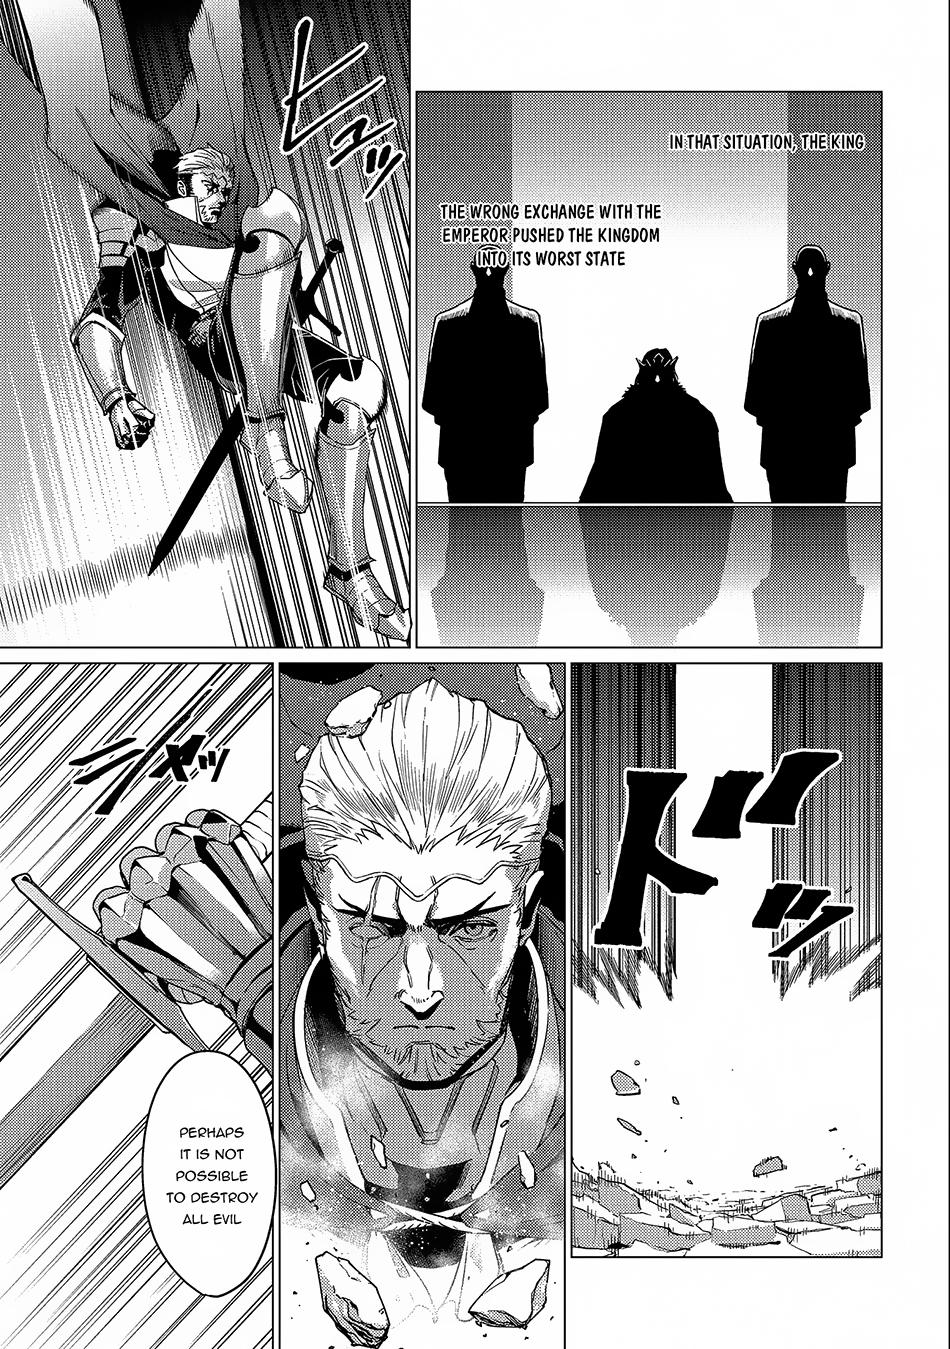 IN THAT SITUATION, THE KING
THE WRONG EXCHANGE WITH THE
EMPEROR PUSHED THE KINGDOM
INTO ITS WORST STATE
ヒュッ
ドッ
ジャッ
PERHAPS
IT IS NOT
POSSIBLE
TO DESTROY
ALL EVIL